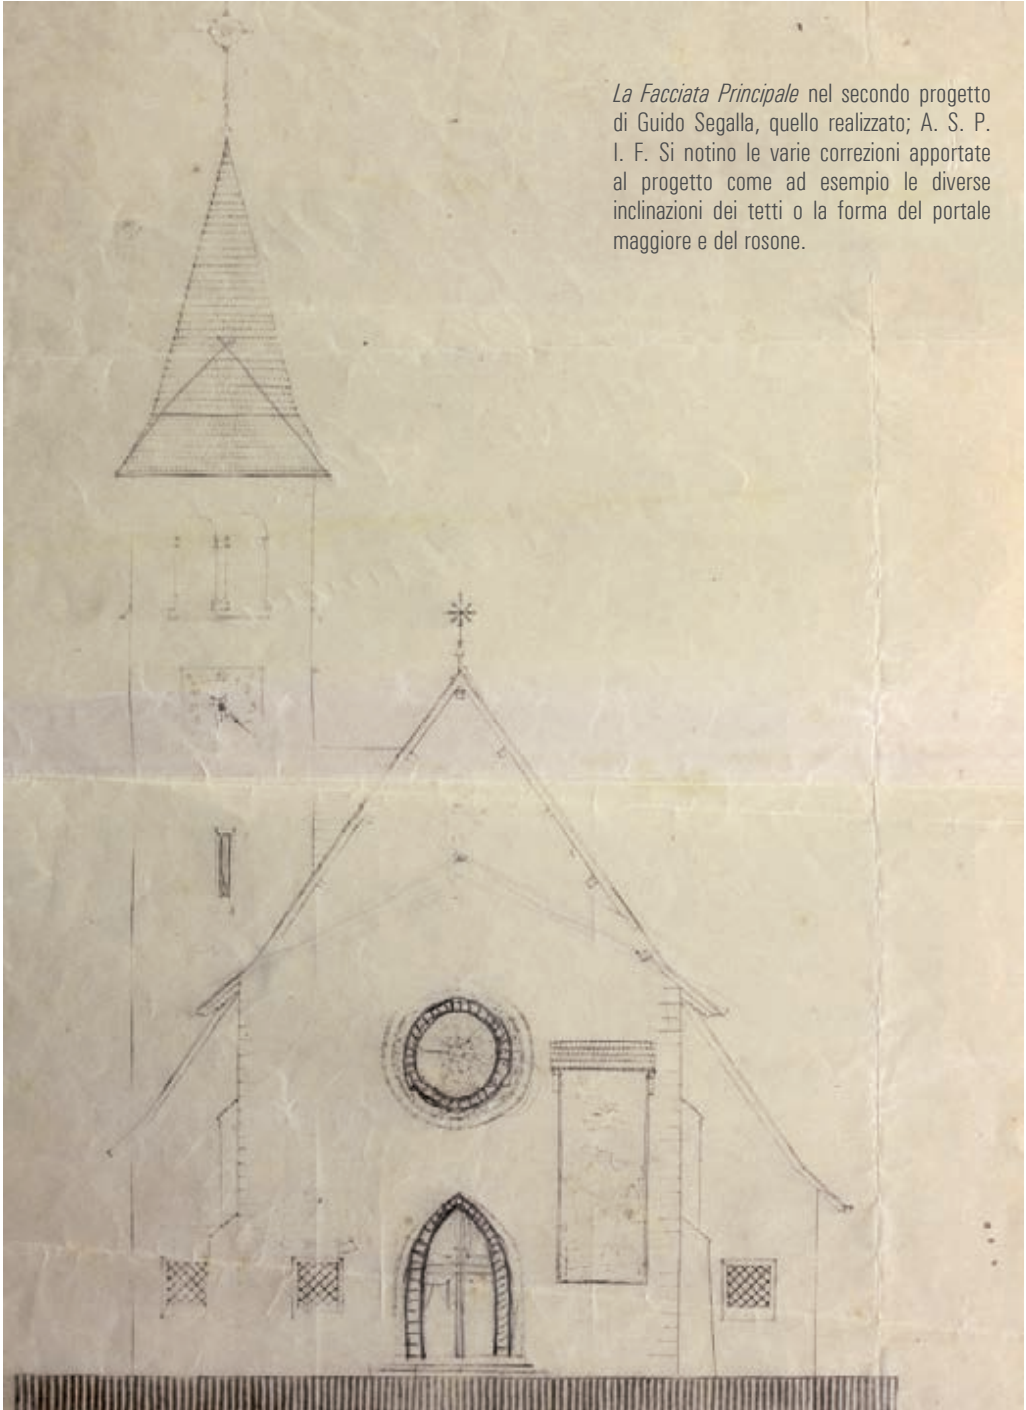 La Facciata Principale nel secondo progetto
di Guido Segalla, quello realizzato; A. S. P.
I. F. Si notino le varie correzioni apportate
al progetto come ad esempio le diverse
inclinazioni dei tetti o la forma del portale
maggiore e del rosone.